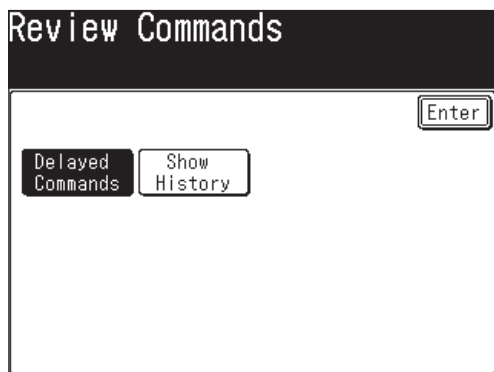 Review Commands
Enter
Delayed
Commands
Show
History